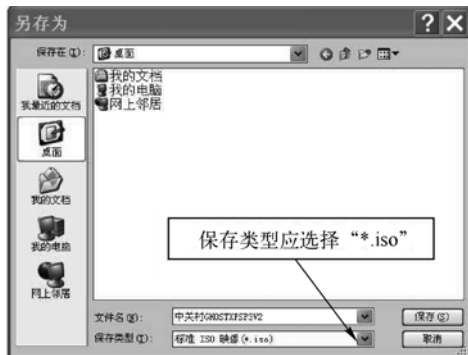 另存为
保存在(I):
桌面
我的文档
我的电脑
网上邻居
我最近的文档
桌面
我的文档
我的电脑
网上邻居
保存类型应选择“*.iso”
文件名(N):
中关村GHOSTXPSP3V2
保存(S)
保存类型(T):
标准 ISO 映像(*.iso)
取消